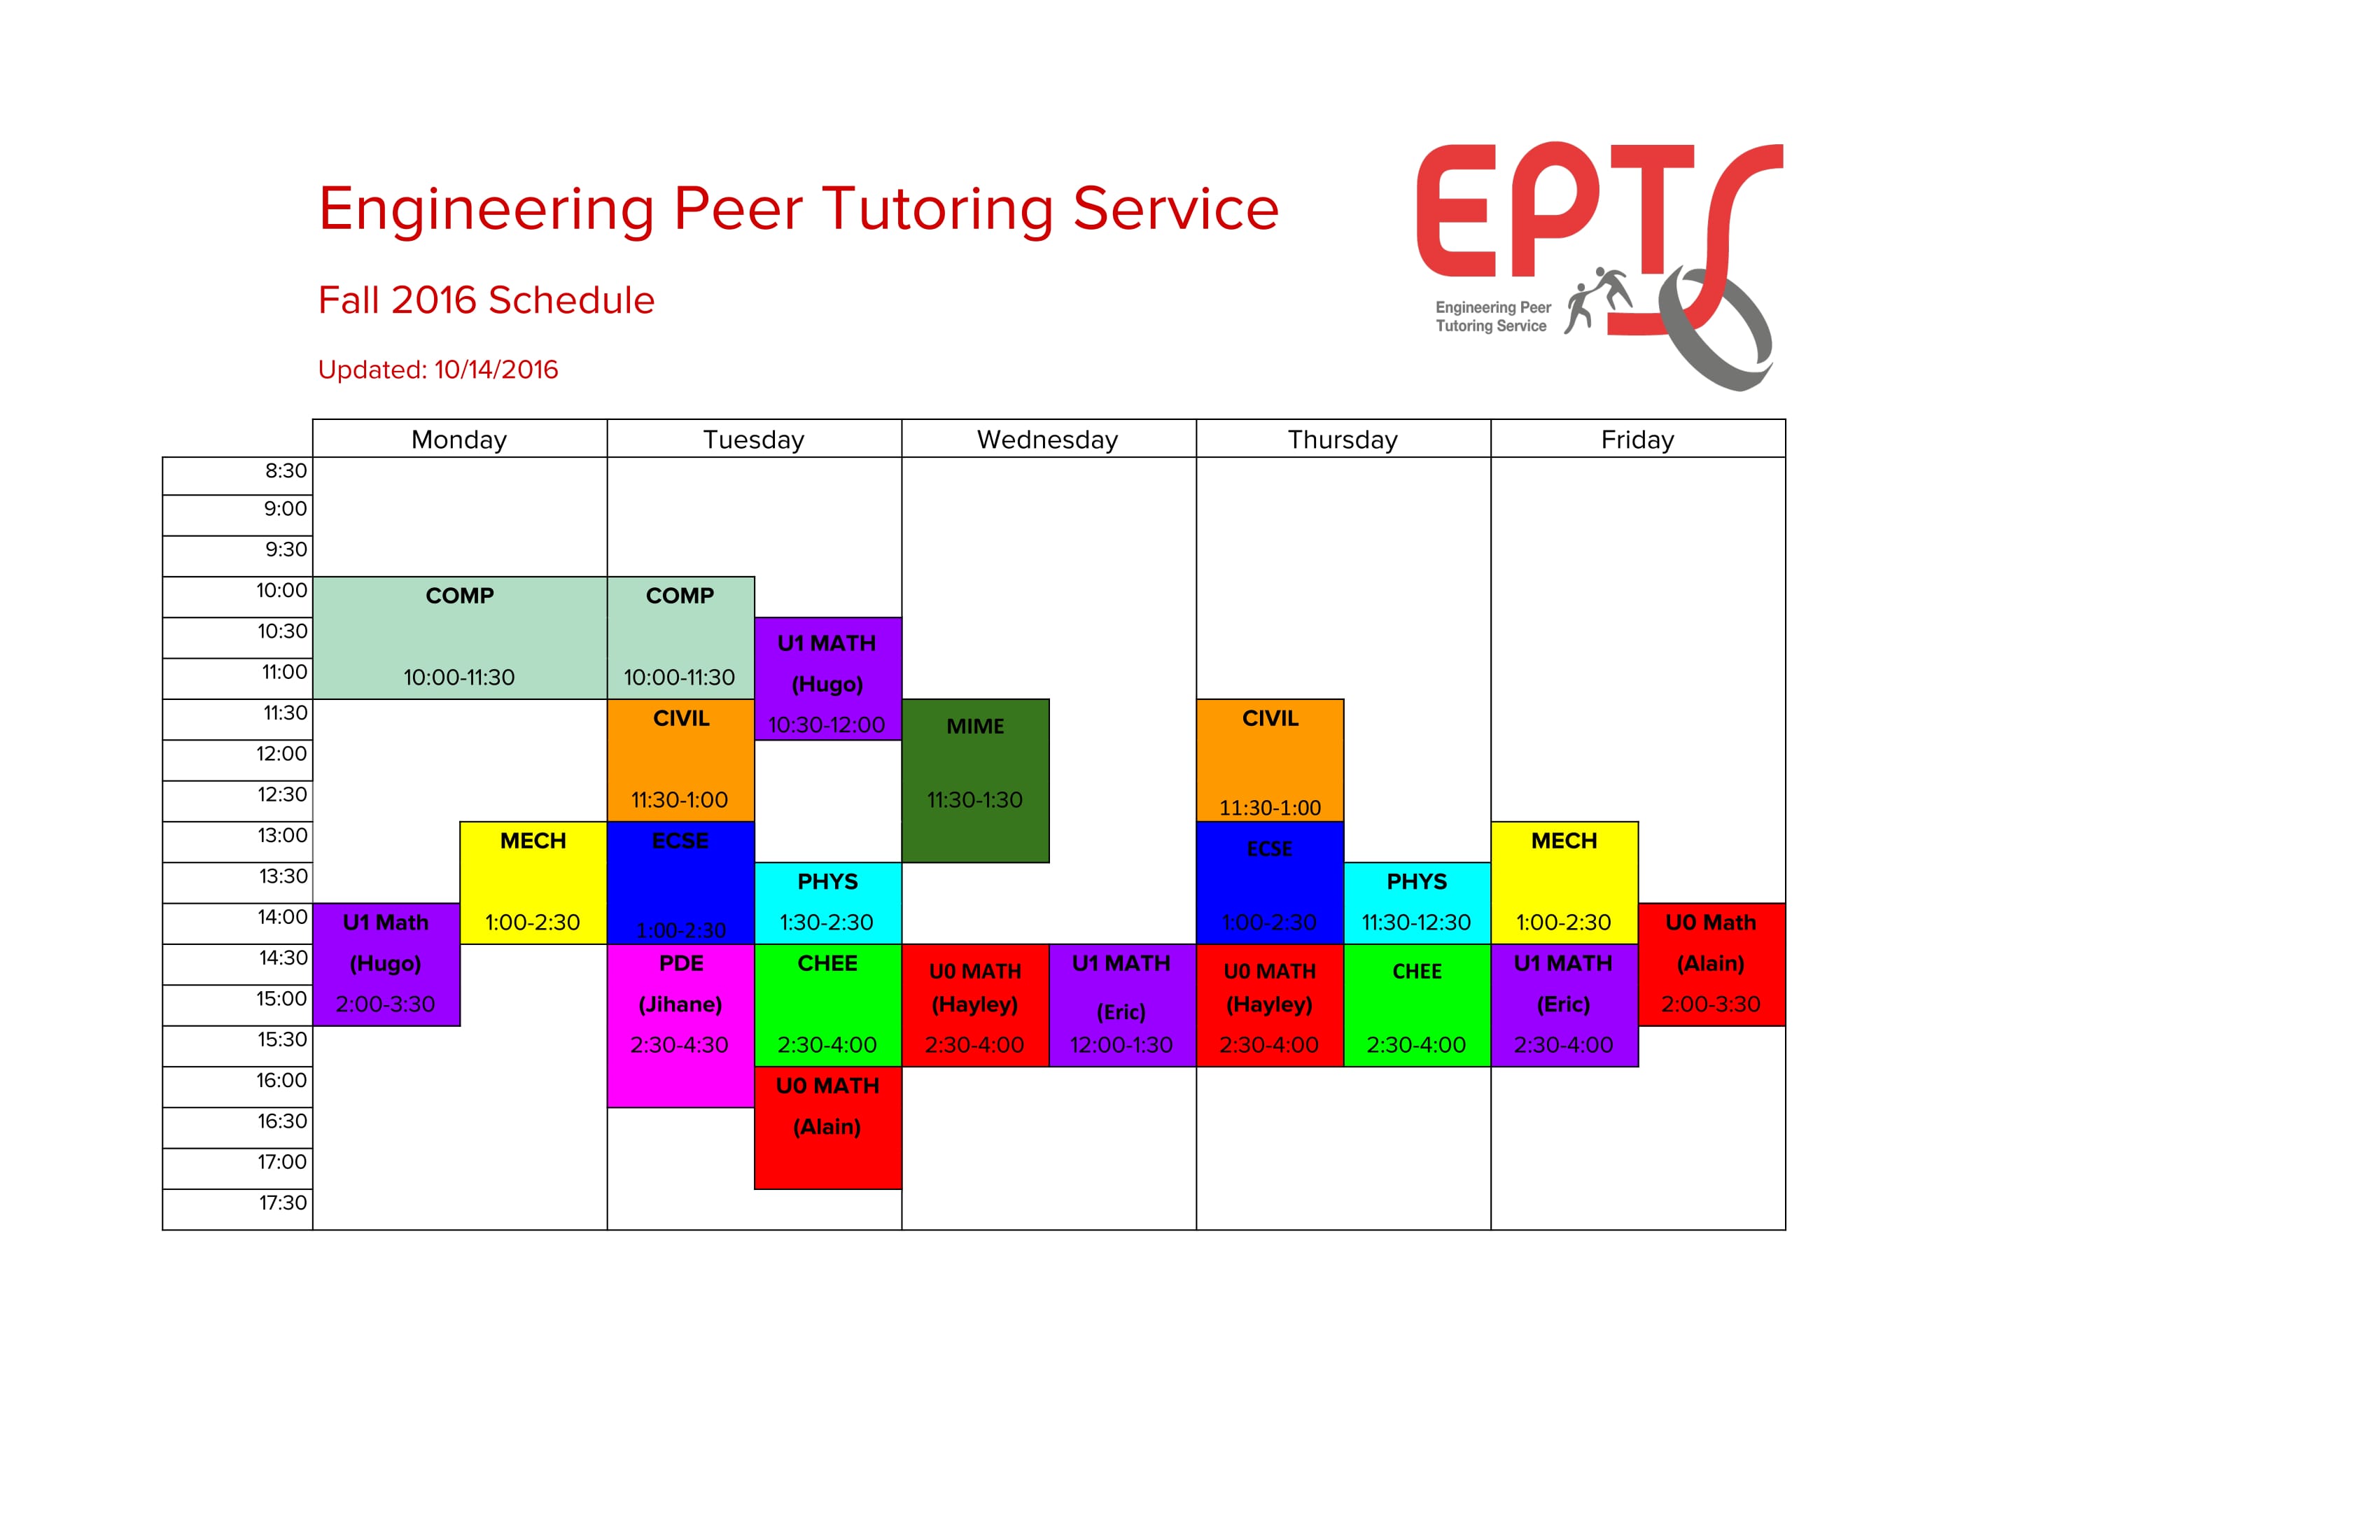 Engineering Peer Tutoring Service
EPTS
Engineering Peer
Tutoring Service
Fall 2016 Schedule
Updated: 10/14/2016
Monday Tuesday Wednesday Thursday Friday
8:30
9:00
9:30
10:00 COMP COMP
10:30 U1 MATH
11:00 10:00-11:30 10:00-11:30 (Hugo)
11:30 CIVIL 10:30-12:00 MIME CIVIL
12:00
12:30 11:30-1:00 11:30-1:30 11:30-1:00
13:00 MECH ECSE ECSE MECH
13:30 PHYS PHYS
14:00 U1 Math 1:00-2:30 1:00-2:30 1:30-2:30 1:00-2:30 11:30-12:30 1:00-2:30 U0 Math
14:30 (Hugo) PDE CHEE U0 MATH U1 MATH U0 MATH CHEE U1 MATH (Alain)
15:00 2:00-3:30 (Jihane) (Hayley) (Eric) (Hayley) (Eric) 2:00-3:30
15:30 2:30-4:30 2:30-4:00 2:30-4:00 12:00-1:30 2:30-4:00 2:30-4:00 2:30-4:00
16:00 U0 MATH
16:30 (Alain)
17:00
17:30